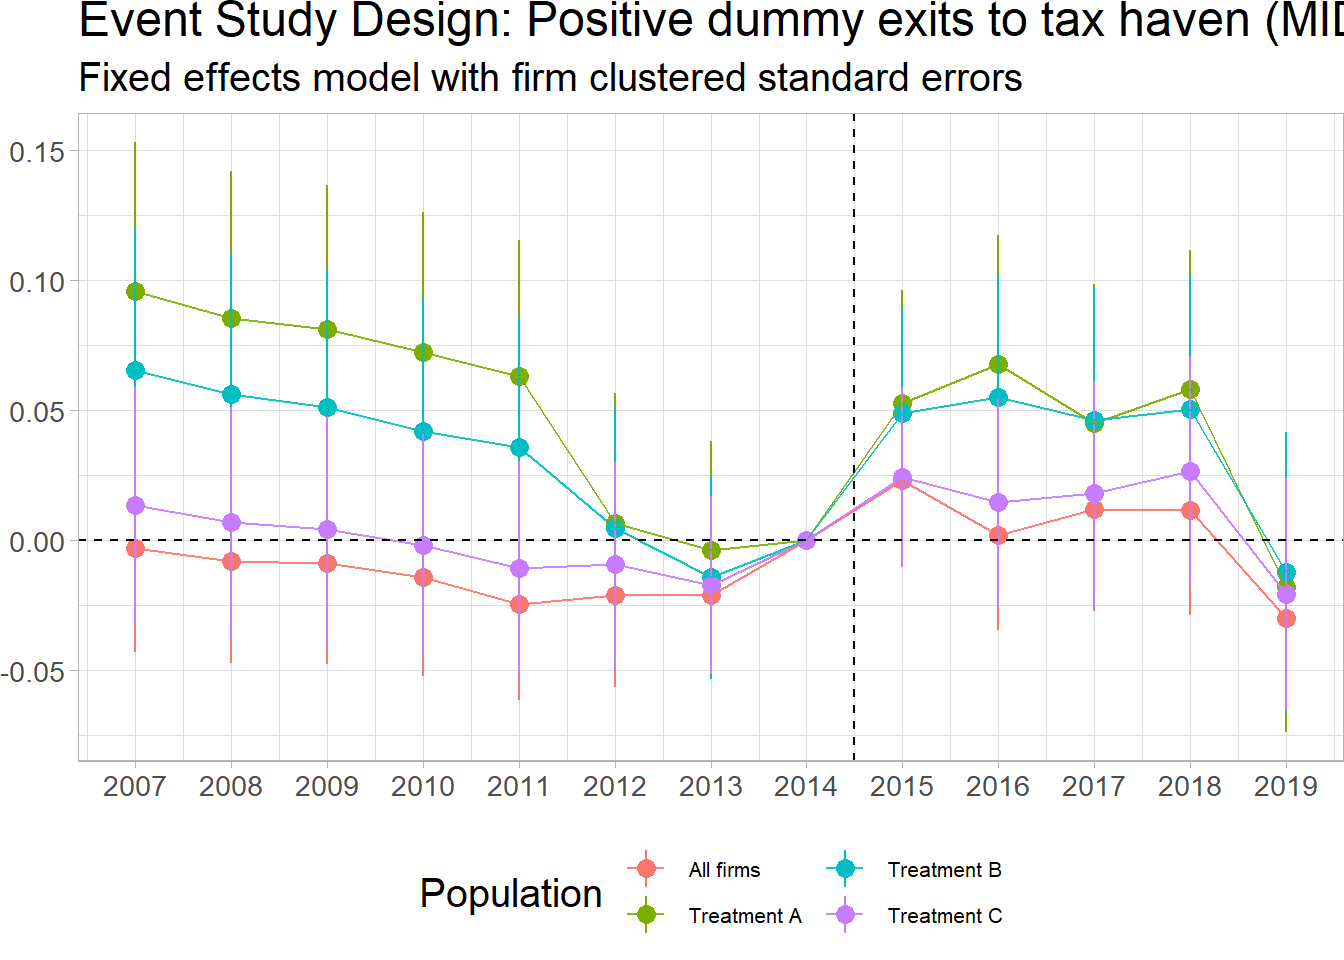 Event Study Design: Positive dummy exits to tax haven (MID
Fixed effects model with firm clustered standard errors
0.15
0.10
0.05
0.00
-0.05
2007 2008 2009 2010 2011 2012 2013 2014 2015 2016 2017 2018 2019
Population
All firms
Treatment A
Treatment B
Treatment C